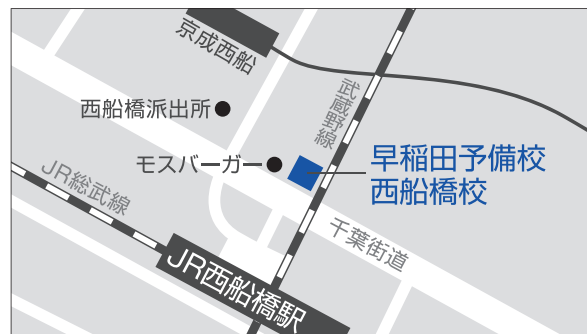 京成西船
武蔵野線
西船橋派出所
モスバーガー
早稲田予備校
西船橋校
JR総武線
千葉街道
JR西船橋駅